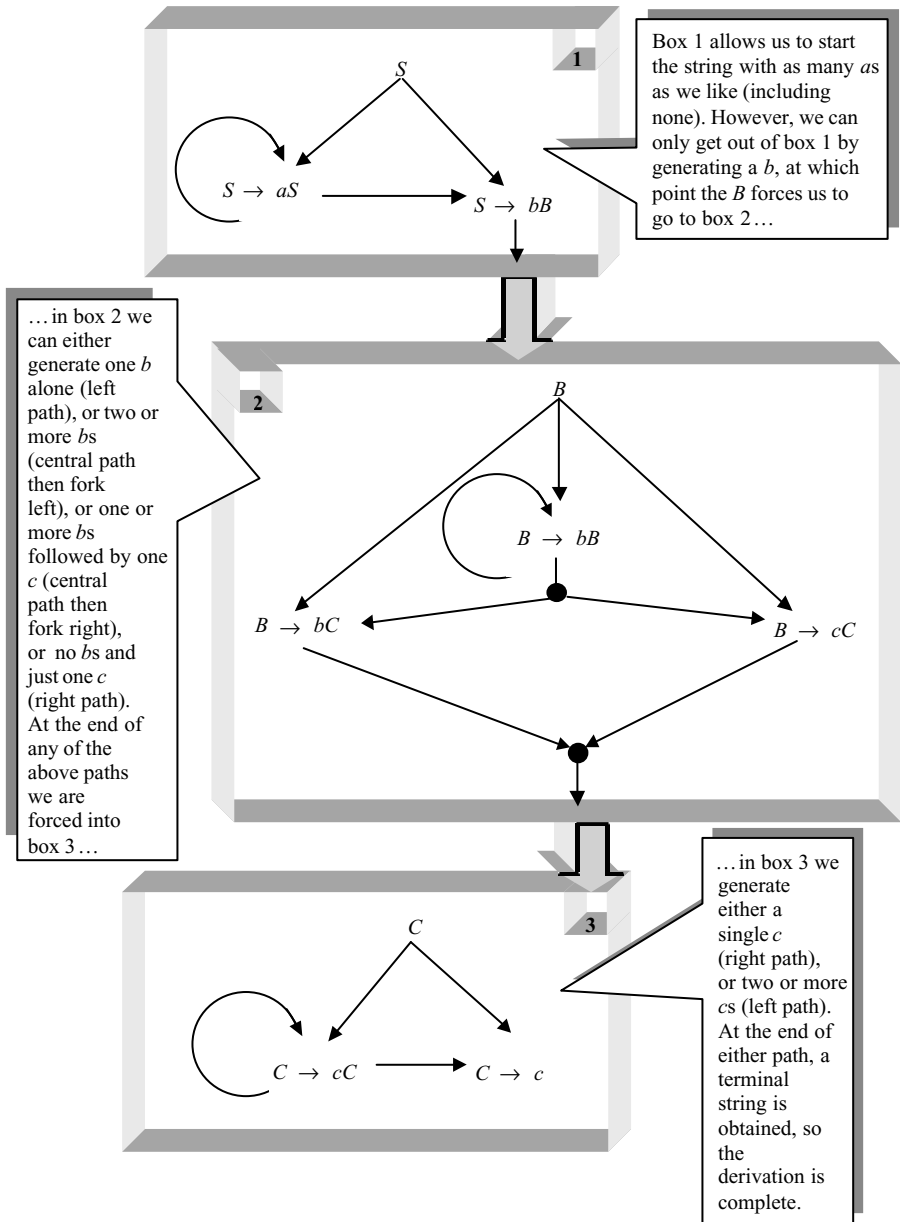 1
S
S → aS
S → bB
Box 1 allows us to start
the string with as many as
as we like (including
none). However, we can
only get out of box 1 by
generating a b, at which
point the B forces us to
go to box 2…
… in box 2 we
can either
generate one b
alone (left
path), or two or
more bs
(central path
then fork
left), or one or
more bs
followed by one
c (central
path then
fork right),
or no bs and
just one c
(right path).
At the end of
any of the
above paths
we are
forced into
box 3…
2
B
B → bB
B → bC
B → cC
3
C
C → cC
C → c
…in box 3 we
generate
either a
single c
(right path),
or two or more
cs (left path).
At the end of
either path, a
terminal
string is
obtained, so
the
derivation is
complete.